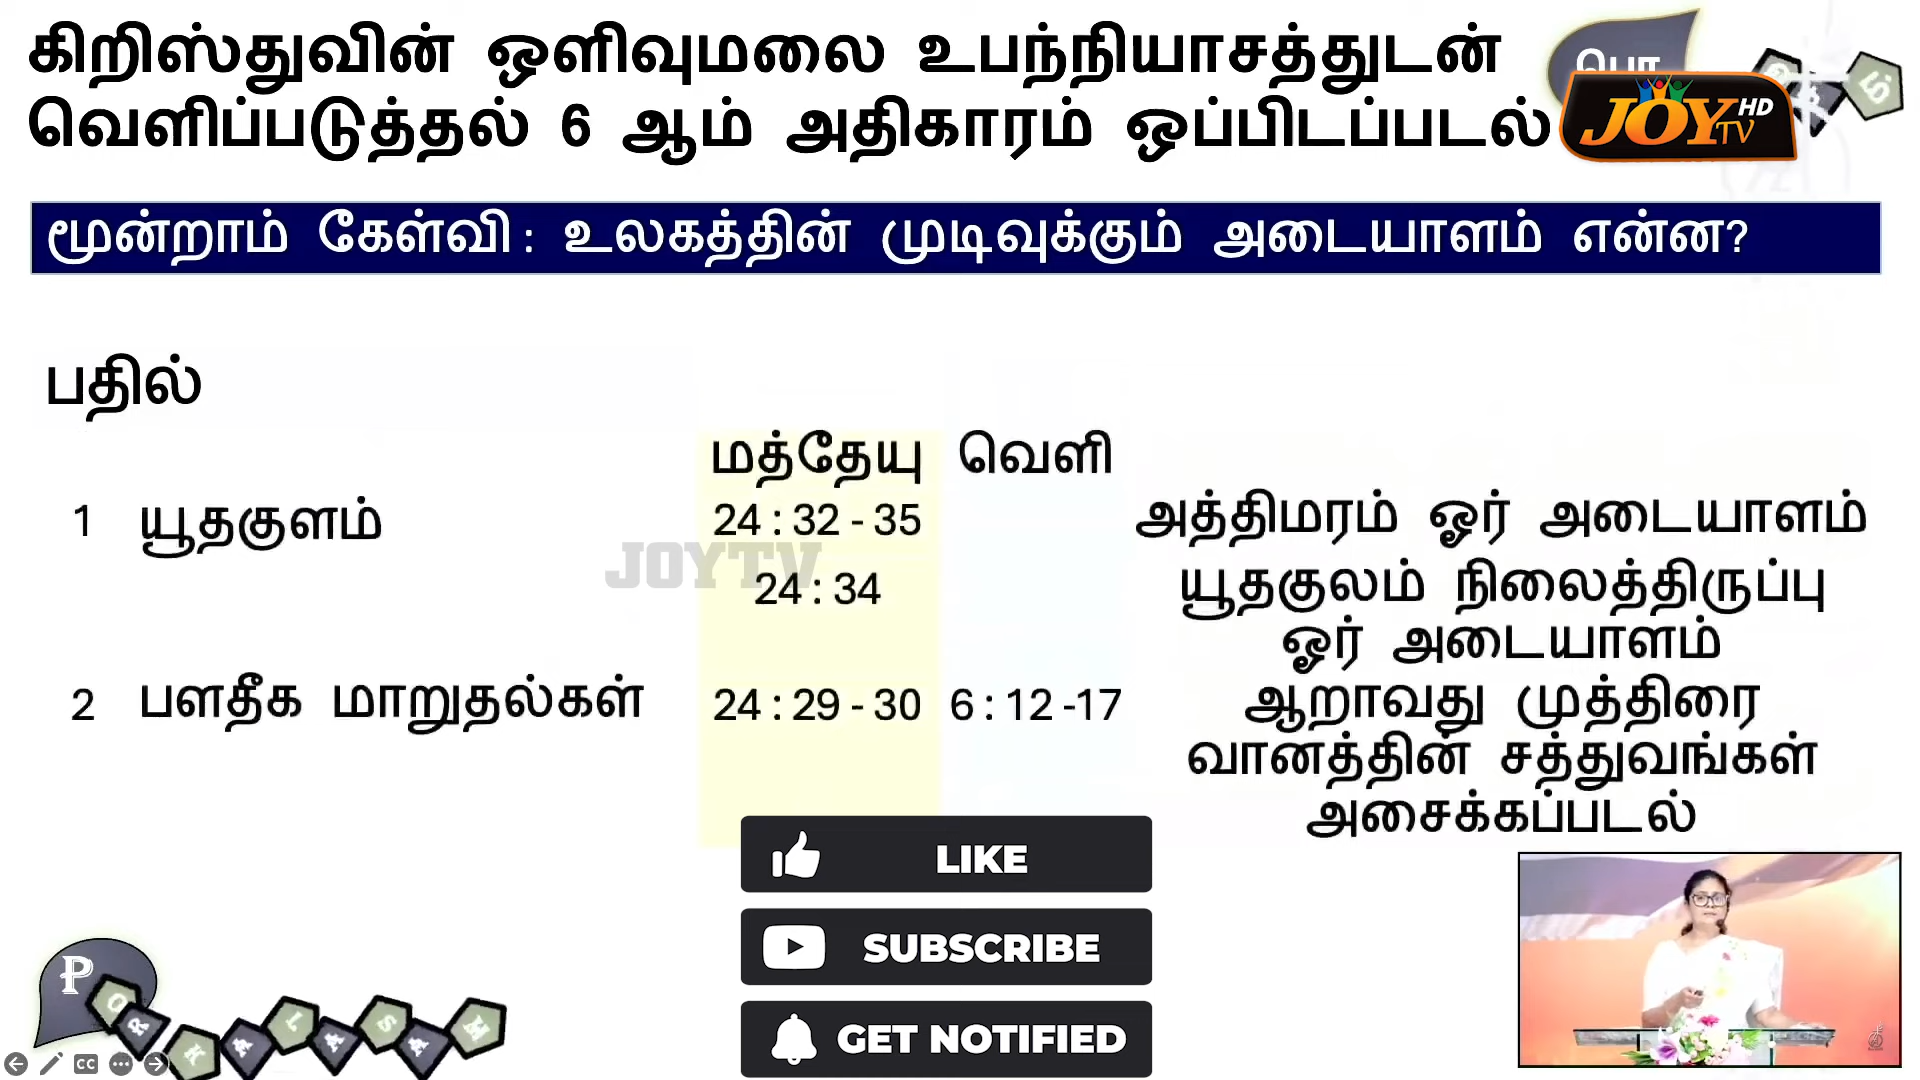 கிறிஸ்துவின் ஒளிவுமலை உபந்நியாசத்துடன்
வெளிப்படுத்தல் 6 ஆம் அதிகாரம் ஒப்பிடப்படல்
பொ
JOY TV HD
மூன்றாம் கேள்வி : உலகத்தின் முடிவுக்கும் அடையாளம் என்ன?
பதில்
மத்தேயு வெளி
1 யூதகுளம் 24 : 32 - 35 அத்திமரம் ஓர் அடையாளம்
JOYTV
24 : 34 யூதகுலம் நிலைத்திருப்பு
ஓர் அடையாளம்
2 பளதீக மாறுதல்கள் 24 : 29 - 30 6 : 12 -17 ஆறாவது முத்திரை
வானத்தின் சத்துவங்கள்
அசைக்கப்படல்
LIKE
SUBSCRIBE
GET NOTIFIED
PORKALASAM
CC